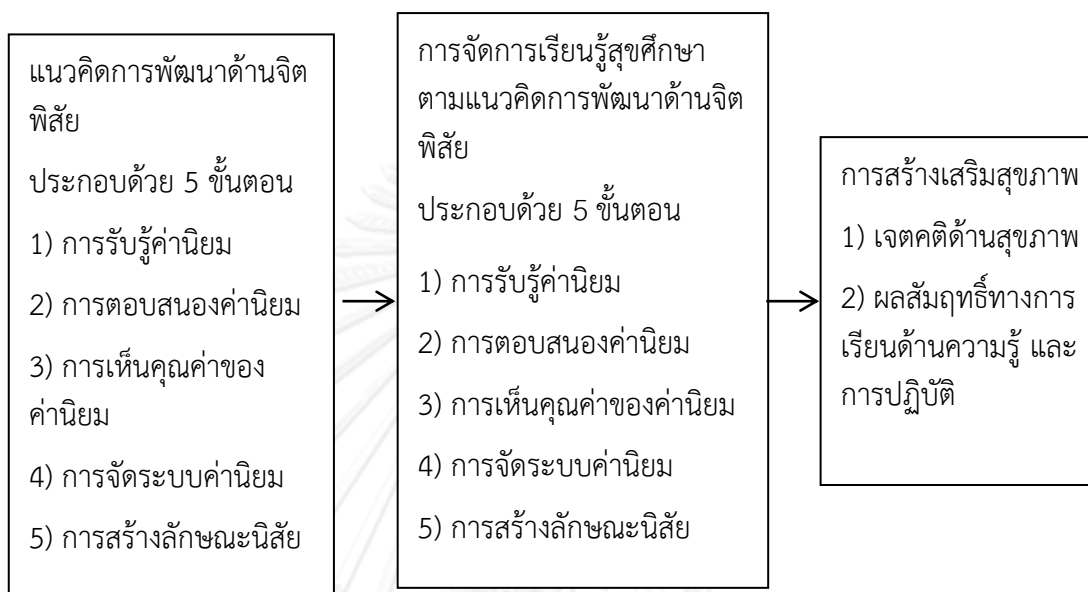 แนวคิดการพัฒนาด้านจิต
พิสัย
ประกอบด้วย 5 ขั้นตอน
1) การรับรู้ค่านิยม
2) การตอบสนองค่านิยม
3) การเห็นคุณค่าของ
ค่านิยม
4) การจัดระบบค่านิยม
5) การสร้างลักษณะนิสัย
การจัดการเรียนรู้สุขศึกษา
ตามแนวคิดการพัฒนาด้านจิต
พิสัย
ประกอบด้วย 5 ขั้นตอน
1) การรับรู้ค่านิยม
2) การตอบสนองค่านิยม
3) การเห็นคุณค่าของค่านิยม
4) การจัดระบบค่านิยม
5) การสร้างลักษณะนิสัย
การสร้างเสริมสุขภาพ
1) เจตคติด้านสุขภาพ
2) ผลสัมฤทธิ์ทางการ
เรียนด้านความรู้ และ
การปฏิบัติ